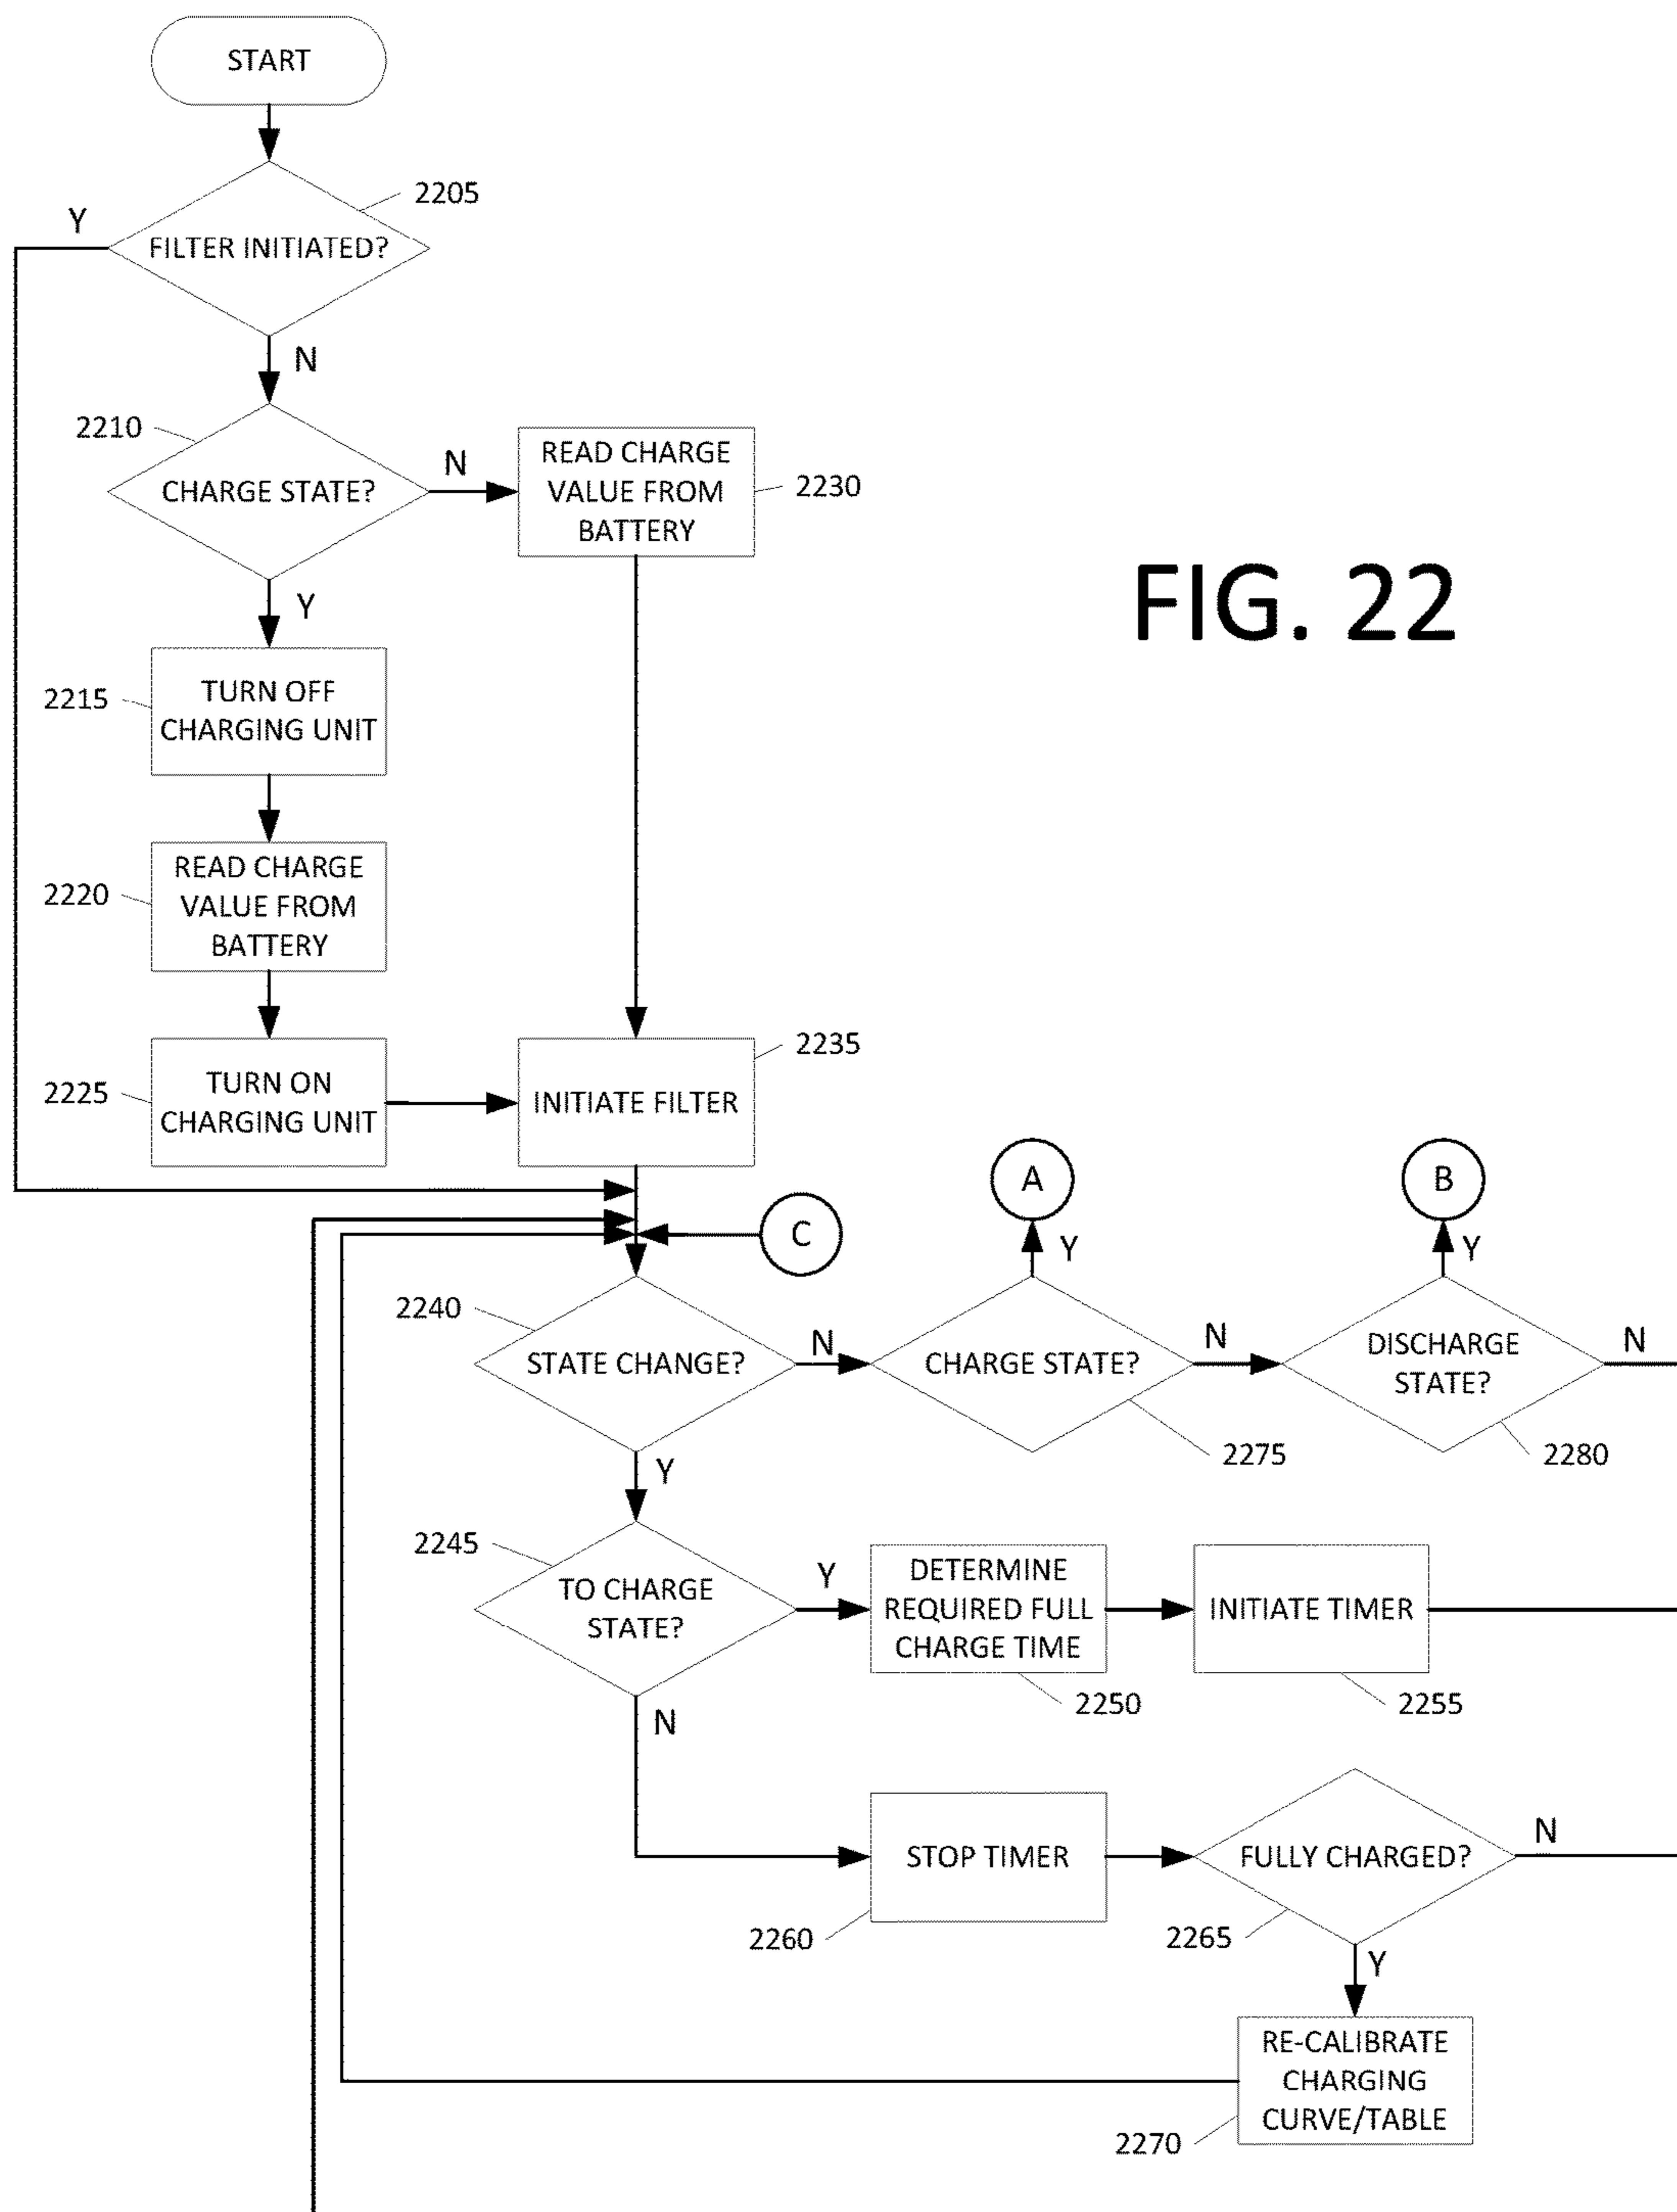 START
2205
Y
FILTER INITIATED?
N
2210
CHARGE STATE?
N
READ CHARGE
VALUE FROM
BATTERY
2230
FIG. 22
Y
2215
TURN OFF
CHARGING UNIT
2220
READ CHARGE
VALUE FROM
BATTERY
2225
TURN ON
CHARGING UNIT
2235
INITIATE FILTER
A
B
C
Y
Y
2240
STATE CHANGE?
N
CHARGE STATE?
N
DISCHARGE
STATE?
N
2275
2280
Y
2245
TO CHARGE
STATE?
Y
DETERMINE
REQUIRED FULL
CHARGE TIME
INITIATE TIMER
2250
2255
N
STOP TIMER
FULLY CHARGED?
N
2260
2265
Y
RE-CALIBRATE
CHARGING
CURVE/TABLE
2270